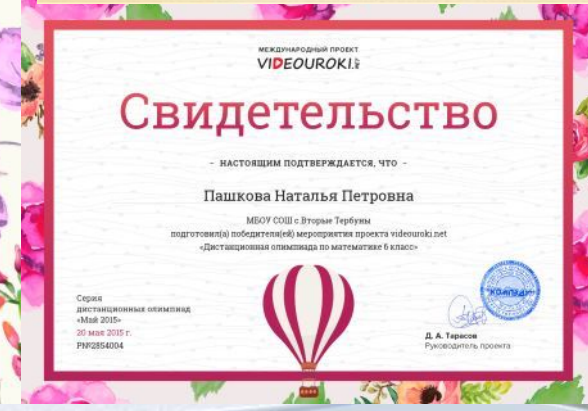 МЕЖДУНАРОДНЫЙ ПРОЕКТ
VIDEOUROKI.NET
Свидетельство
– НАСТОЯЩИМ ПОДТВЕРЖДАЕТСЯ, ЧТО –
Пашкова Наталья Петровна
МБОУ СОШ с.Вторые Тербуны
подготовил(а) победителя(ей) мероприятия проекта videouroki.net
«Дистанционная олимпиада по математике 6 класс»
Серия
дистанционных олимпиад
«Май 2015»
20 мая 2015 г.
РN№2854004
КОМПЭДУ
Д. А. Тарасов
Руководитель проекта